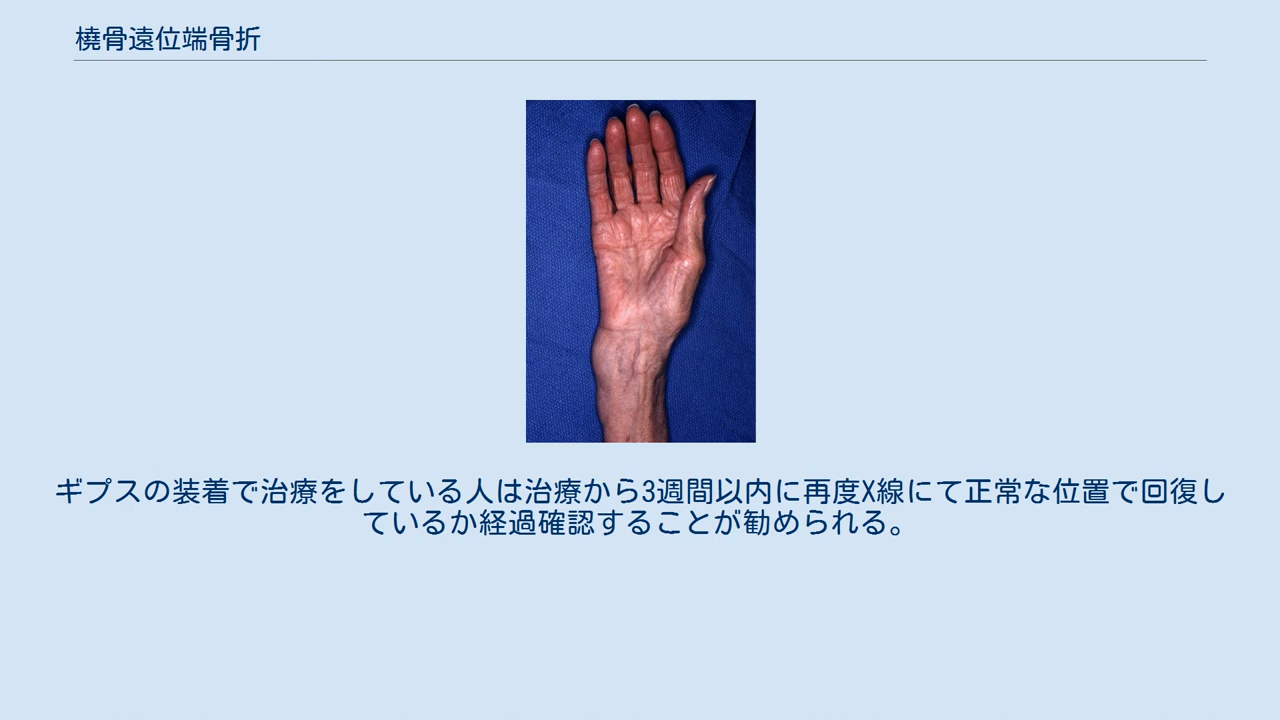 橈骨遠位端骨折
ギプスの装着で治療をしている人は治療から3週間以内に再度X線にて正常な位置で回復し
ているか経過確認することが勧められる。